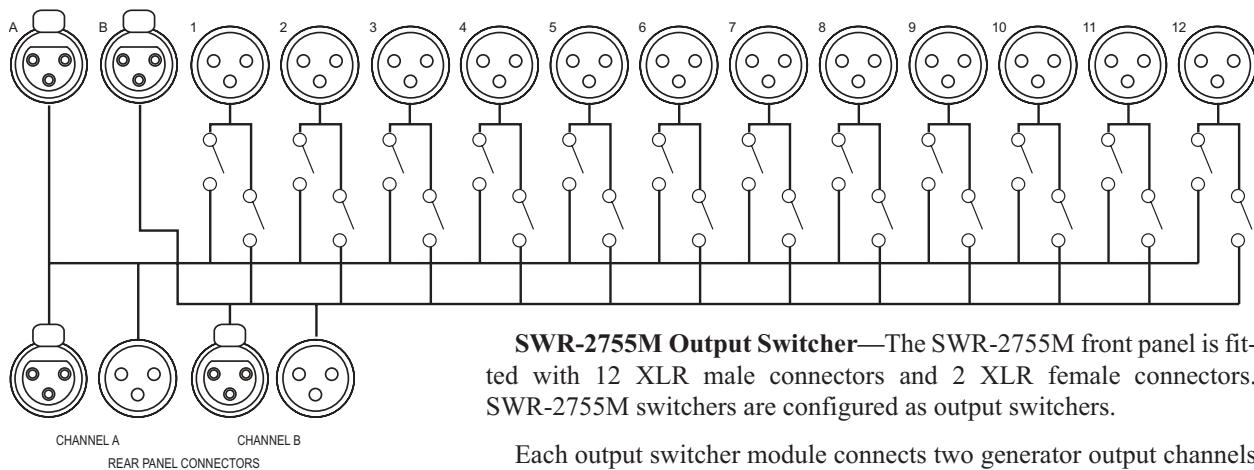 A B 1 2 3 4 5 6 7 8 9 10 11 12
CHANNEL A CHANNEL B
REAR PANEL CONNECTORS
SWR-2755M Output Switcher—The SWR-2755M front panel is fit-
ted with 12 XLR male connectors and 2 XLR female connectors.
SWR-2755M switchers are configured as output switchers.
Each output switcher module connects two generator output channels